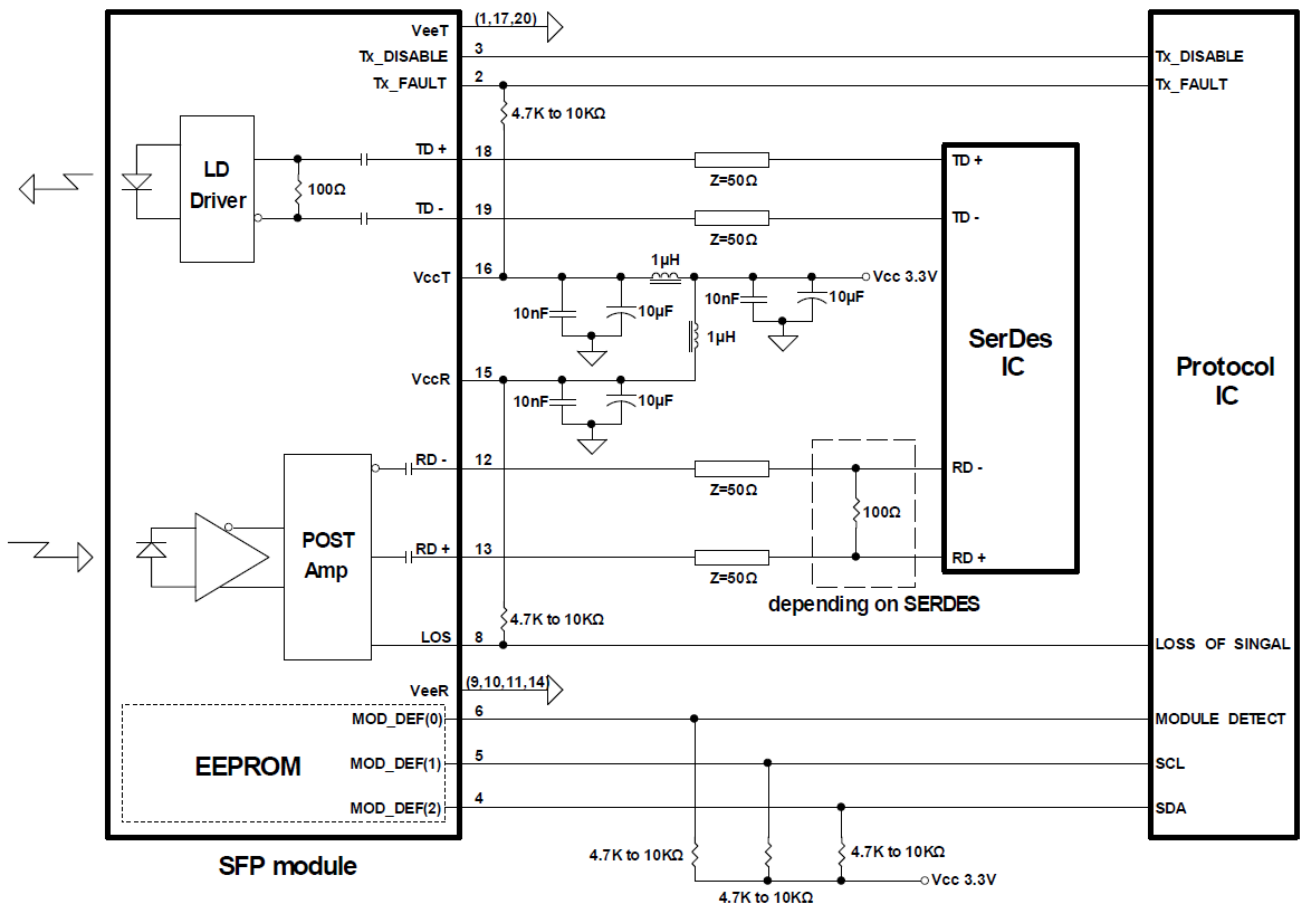 VeeT
(1,17,20)
Tx_DISABLE
3
Tx_DISABLE
Tx_FAULT
2
Tx_FAULT
4.7K to 10KΩ
LD
Driver
100Ω
TD +
18
Z=50Ω
TD +
TD -
19
Z=50Ω
TD -
VccT
16
1µH
Vcc 3.3V
10nF
10µF
10nF
10µF
1µH
SerDes
IC
Protocol
IC
VccR
15
10nF
10µF
RD -
12
Z=50Ω
RD -
100Ω
POST
Amp
RD +
13
Z=50Ω
RD +
depending on SERDES
4.7K to 10KΩ
LOS
8
LOSS OF SINGAL
VeeR
(9,10,11,14)
MOD_DEF(0)
6
MODULE DETECT
EEPROM
MOD_DEF(1)
5
SCL
MOD_DEF(2)
4
SDA
4.7K to 10KΩ
4.7K to 10KΩ
4.7K to 10KΩ
Vcc 3.3V
SFP module